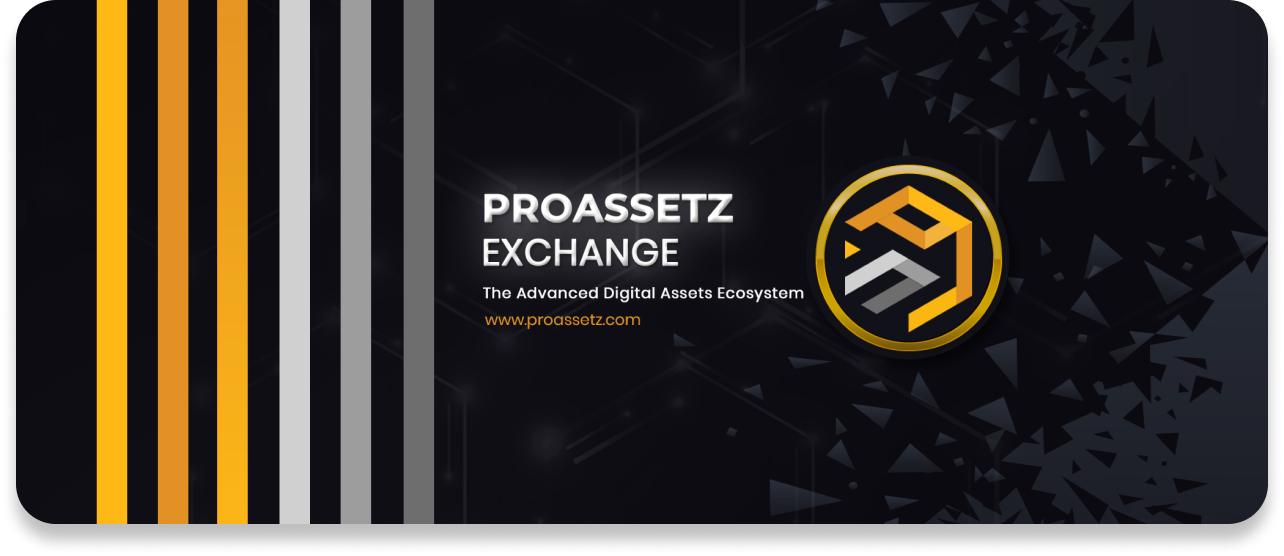 PROASSETZ
EXCHANGE
The Advanced Digital Assets Ecosystem
www.proassetz.com